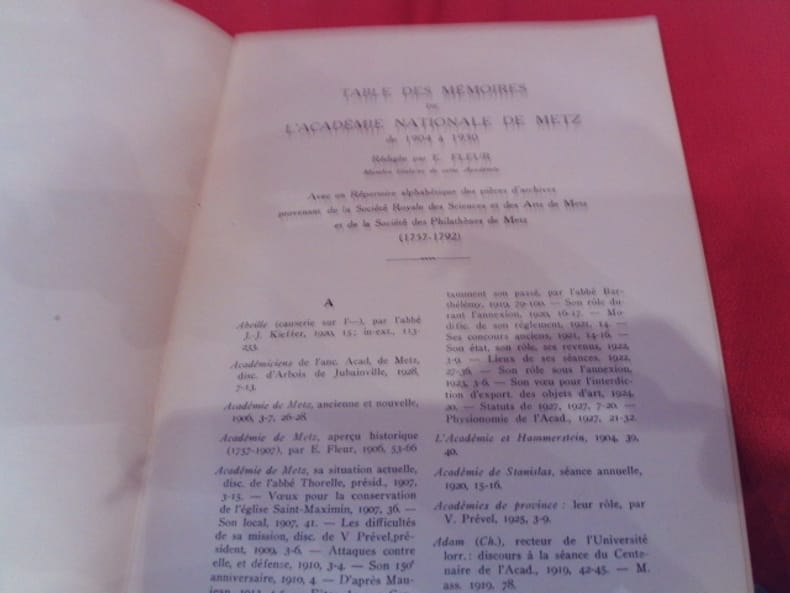 TABLE DES MÉMOIRES
DE
L'ACADÉMIE NATIONALE DE METZ
de 1904 à 1930
Rédigée par E. FLEUR
Membre titulaire de cette Académie
Avec un Répertoire alphabétique des pièces d'archives
provenant de la Société Royale des Sciences et des Arts de Metz
et de la Société des Philathènes de Metz
(1757-1792)
A
Abeille (causerie sur l'—), par l'abbé
J.-J. Kieffer, 1920, 15; in-ext., 113-
233.
Académiciens de l'anc. Acad. de Metz,
disc. d'Arbois de Jubainville, 1928,
7-13.
Académie de Metz, ancienne et nouvelle,
1906, 3-7, 26-28.
Académie de Metz, aperçu historique
(1757-1907), par E. Fleur, 1906, 53-66
Académie de Metz, sa situation actuelle,
disc. de l'abbé Thorelle, présid., 1907,
3-15. — Vœux pour la conservation
de l'église Saint-Maximin, 1907, 36. —
Son local, 1907, 41. — Les difficultés
de sa mission, disc. de V Prével, pré-
sident, 1909, 3-6. — Attaques contre
elle, et défense, 1910, 3-4. — Son 150e
anniversaire, 1910, 4 — D'après Mau-
tamment son passé, par l'abbé Bar-
thélémy, 1919, 79-100. — Son rôle du-
rant l'annexion, 1920, 16-17. — Mo-
dific. de son règlement, 1921, 14. —
Ses concours anciens, 1921, 14-16. —
Son état, son rôle, ses revenus, 1922,
3-9. — Lieux de ses séances, 1922,
27-36. — Son rôle sous l'annexion,
1923, 3-6. — Son vœu pour l'interdic-
tion d'export. des objets d'art, 1924,
20. — Statuts de 1927, 1927, 7-20. —
Physionomie de l'Acad., 1927, 21-32.
L'Académie et Hammerstein, 1904, 39,
40.
Académie de Stanislas, séance annuelle,
1920, 15-16.
Académies de province : leur rôle, par
V. Prével, 1925, 3-9.
Adam (Ch.), recteur de l'Université
lorr. : discours à la séance du Cente-
naire de l'Acad., 1919, 42-45. — M.
ass. 1919, 78.